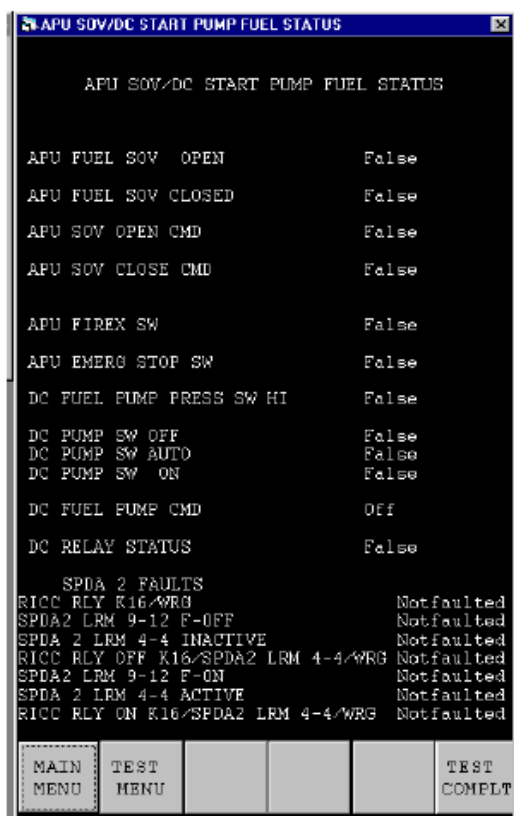 APU SOV/DC START PUMP FUEL STATUS
APU SOV/DC START PUMP FUEL STATUS
APU FUEL SOV OPEN False
APU FUEL SOV CLOSED False
APU SOV OPEN CMD False
APU SOV CLOSE CMD False
APU FIREX SW False
APU EMERG STOP SW False
DC FUEL PUMP PRESS SW HI False
DC PUMP SW OFF False
DC PUMP SW AUTO False
DC PUMP SW ON False
DC FUEL PUMP CMD Off
DC RELAY STATUS False
SPDA 2 FAULTS
RICC RLY K16/WRG Notfaulted
SPDA2 LRM 9-12 F-OFF Notfaulted
SPDA 2 LRM 4-4 INACTIVE Notfaulted
RICC RLY OFF K16/SPDA2 LRM 4-4/WRG Notfaulted
SPDA2 LRM 9-12 F-ON Notfaulted
SPDA 2 LRM 4-4 ACTIVE Notfaulted
RICC RLY ON K16/SPDA2 LRM 4-4/WRG Notfaulted
MAIN MENU
TEST MENU
TEST COMPLT